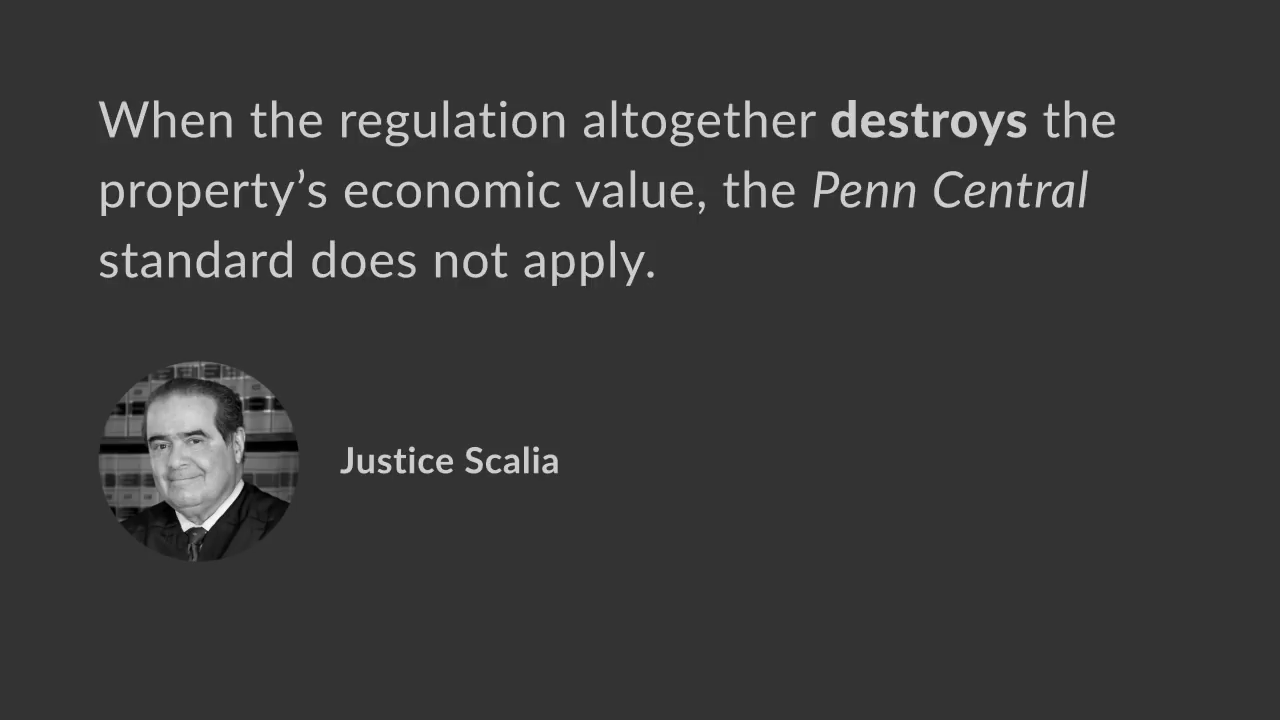 When the regulation altogether destroys the
property’s economic value, the Penn Central
standard does not apply.
Justice Scalia